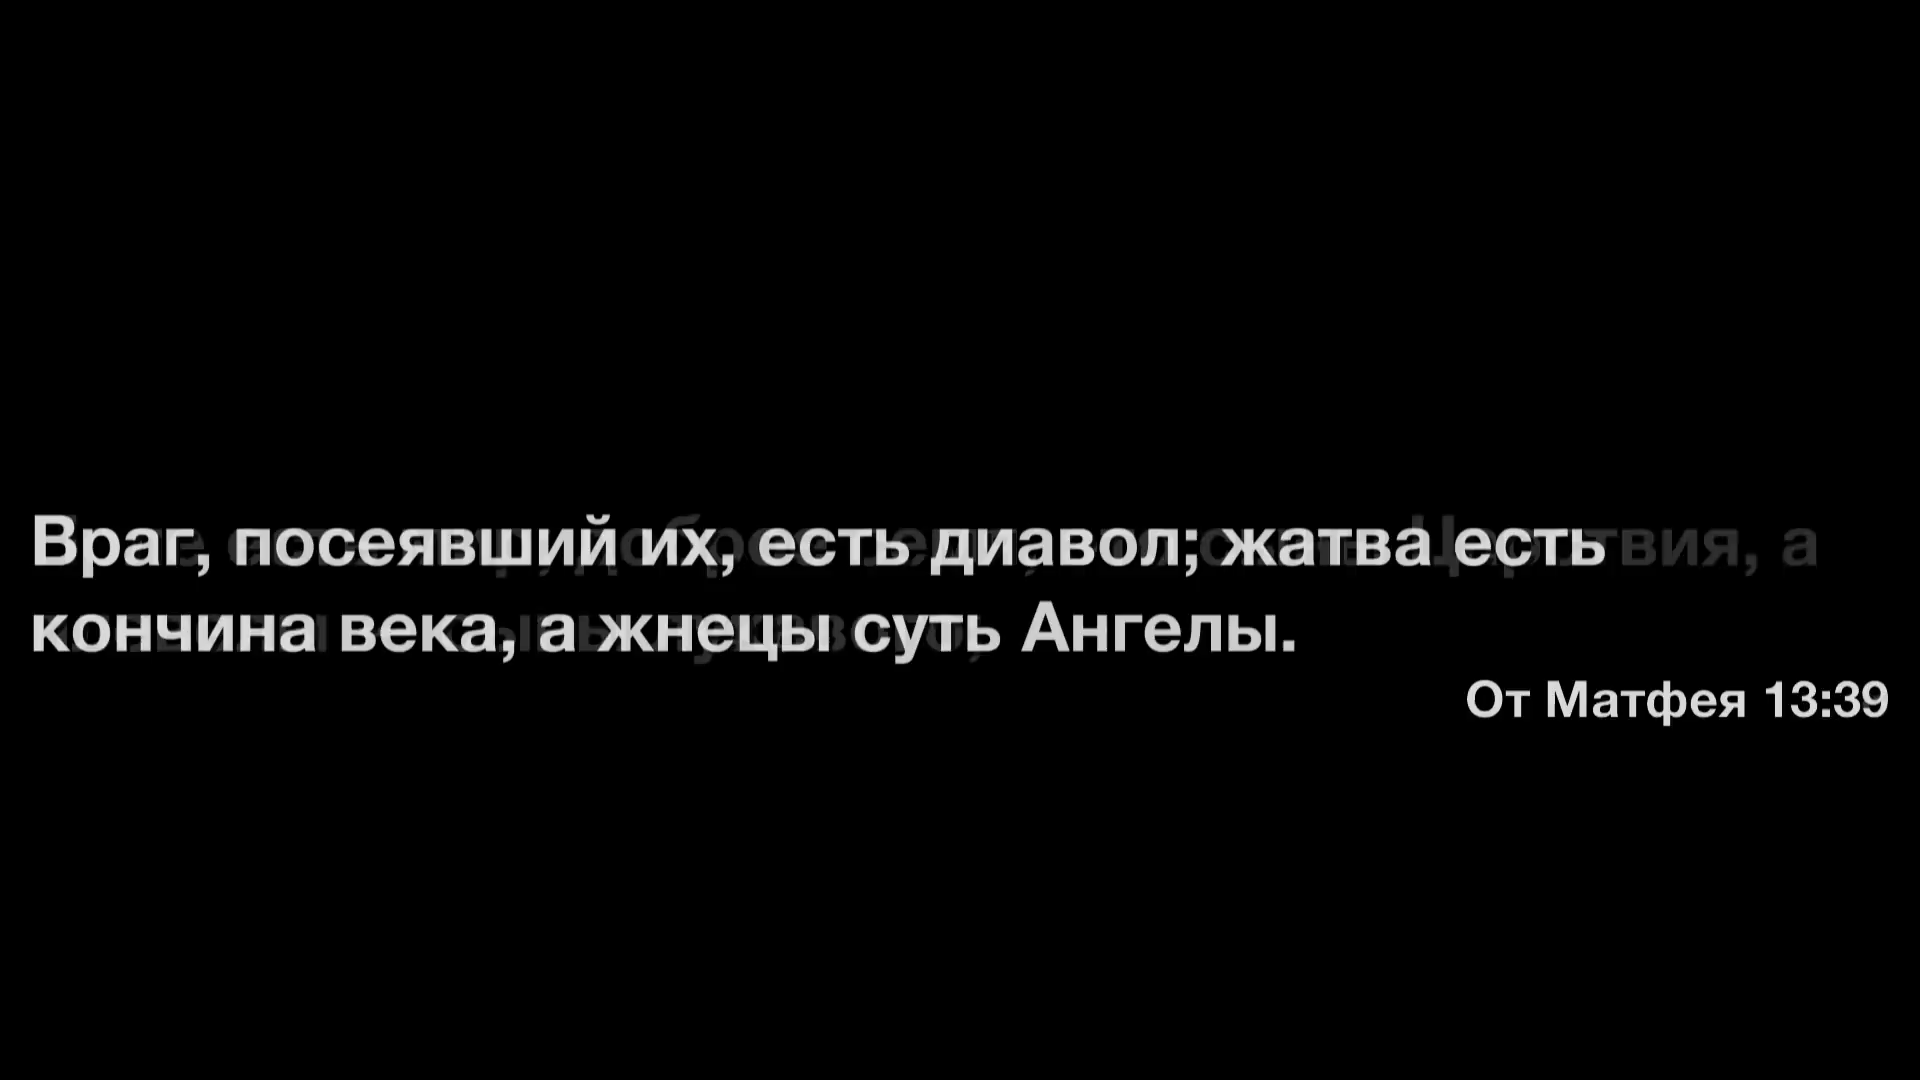 Враг, посеявший их, есть диавол; жатва есть
кончина века, а жнецы суть Ангелы.
От Матфея 13:39